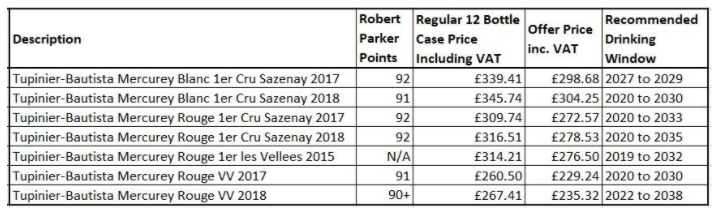 Description Robert Parker Points Regular 12 Bottle Case Price Including VAT Offer Price inc. VAT Recommended Drinking Window
Tupinier-Bautista Mercurey Blanc 1er Cru Sazenay 2017 92 £339.41 £298.68 2027 to 2029
Tupinier-Bautista Mercurey Blanc 1er Cru Sazenay 2018 91 £345.74 £304.25 2020 to 2030
Tupinier-Bautista Mercurey Rouge 1er Cru Sazenay 2017 92 £309.74 £272.57 2020 to 2033
Tupinier-Bautista Mercurey Rouge 1er Cru Sazenay 2018 92 £316.51 £278.53 2020 to 2035
Tupinier-Bautista Mercurey Rouge 1er les Vellees 2015 N/A £314.21 £276.50 2019 to 2032
Tupinier-Bautista Mercurey Rouge VV 2017 91 £260.50 £229.24 2020 to 2030
Tupinier-Bautista Mercurey Rouge VV 2018 90+ £267.41 £235.32 2022 to 2038